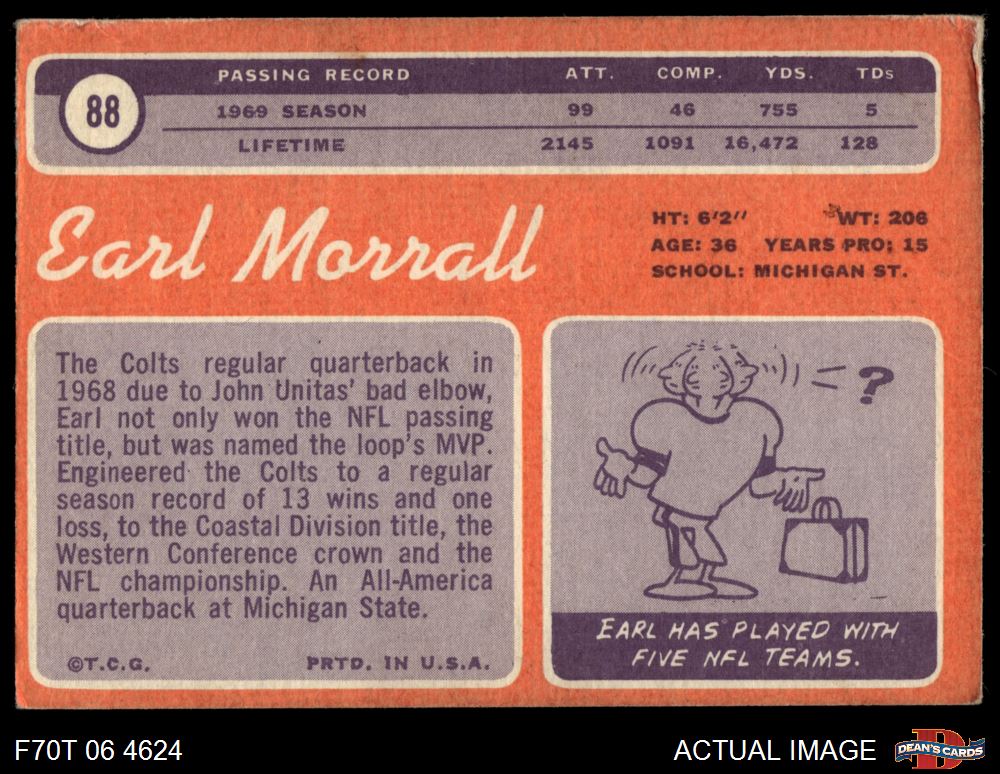 PASSING RECORD ATT. COMP. YDS. TDs
88
1969 SEASON 99 46 755 5
LIFETIME 2145 1091 16,472 128
Earl Morrall
HT: 6'2" WT: 206
AGE: 36 YEARS PRO: 15
SCHOOL: MICHIGAN ST.
The Colts regular quarterback in
1968 due to John Unitas' bad elbow,
Earl not only won the NFL passing
title, but was named the loop's MVP.
Engineered the Colts to a regular
season record of 13 wins and one
loss, to the Coastal Division title, the
Western Conference crown and the
NFL championship. An All-America
quarterback at Michigan State.
©T.C.G. PRTD. IN U.S.A.
?
EARL HAS PLAYED WITH
FIVE NFL TEAMS.
F70T 06 4624
ACTUAL IMAGE
DEAN'S CARDS